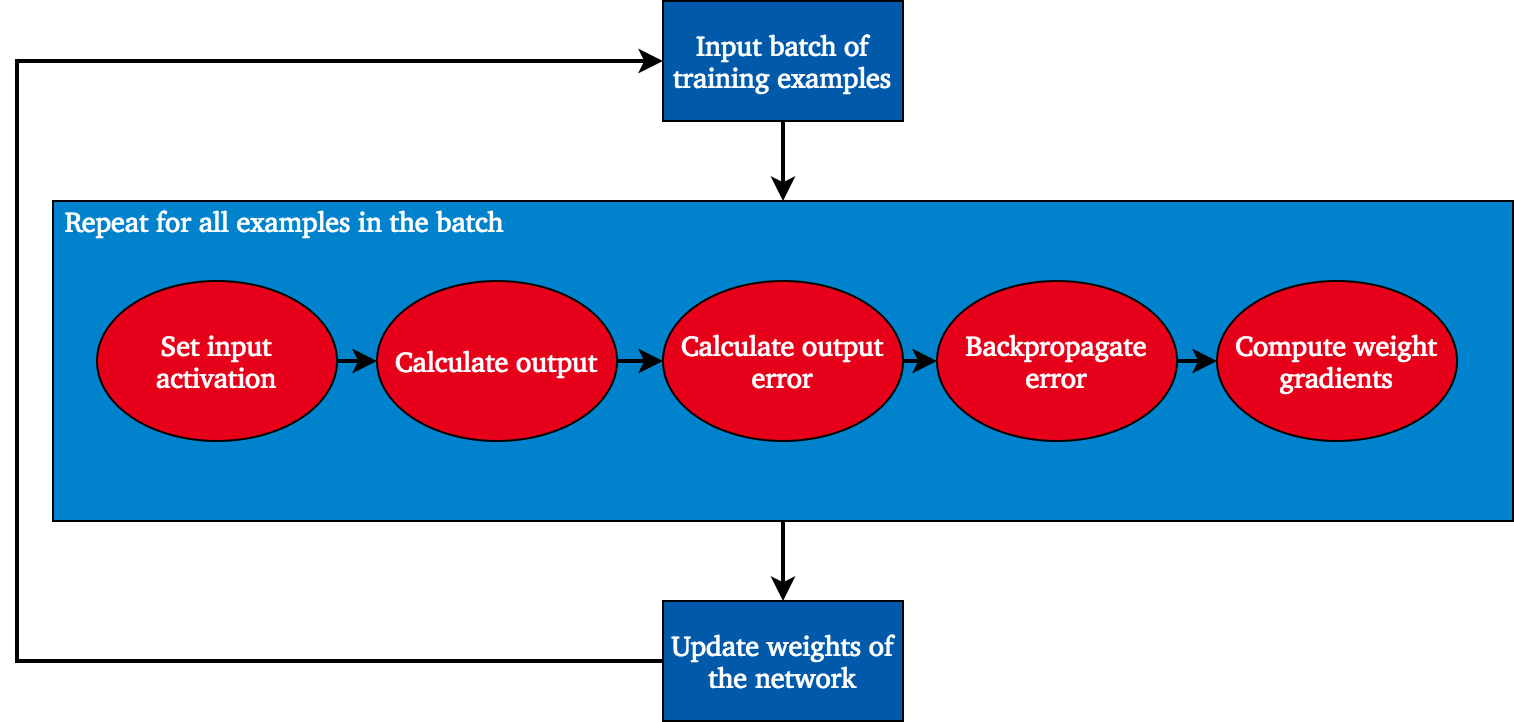 Input batch of
training examples
Repeat for all examples in the batch
Set input
activation
Calculate output
Calculate output
error
Backpropagate
error
Compute weight
gradients
Update weights of
the network